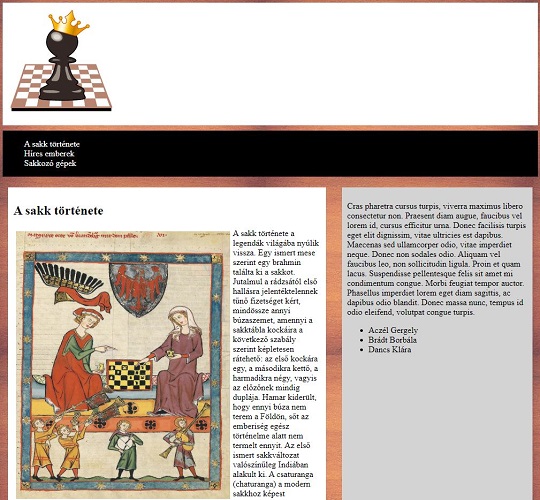 A sakk története
Híres emberek
Sakkozó gépek
A sakk története
A sakk története a
legendák világába nyúlik
vissza. Egy ismert mese
szerint egy brahmin
találta ki a sakkot.
Jutalmul a rádzsától első
hallásra jelentéktelennek
tűnő fizetséget kért,
mindössze annyi
búzaszemet, amennyi a
sakktábla kockáira a
következő szabály
szerint képletesen
rátehető: az első kockára
egy, a másodikra kettő, a
harmadikra négy, vagyis
az előzőnek mindig
duplája. Hamar kiderült,
hogy ennyi búza nem
terem a Földön, sőt az
emberiség egész
történelme alatt nem
termelt ennyit. Az első
ismert sakkváltozat
valószínűleg Indiában
alakult ki. A csaturanga
(chaturanga) a modern
sakkhoz képest
Cras pharetra cursus turpis, viverra maximus libero
consectetur non. Praesent diam augue, faucibus vel
lorem id, cursus efficitur urna. Donec facilisis turpis
eget elit dignissim, vitae ultricies est dapibus.
Maecenas sed ullamcorper odio, vitae imperdiet
neque. Donec non sodales odio. Aliquam vel
faucibus leo, non sollicitudin ligula. Proin et quam
lacus. Suspendisse pellentesque felis sit amet mi
condimentum congue. Morbi feugiat tempor auctor.
Phasellus imperdiet lorem eget diam sagittis, ac
dapibus odio blandit. Donec massa nunc, tempus id
odio eleifend, volutpat congue turpis.
Aczél Gergely
Brádt Borbála
Dancs Klára